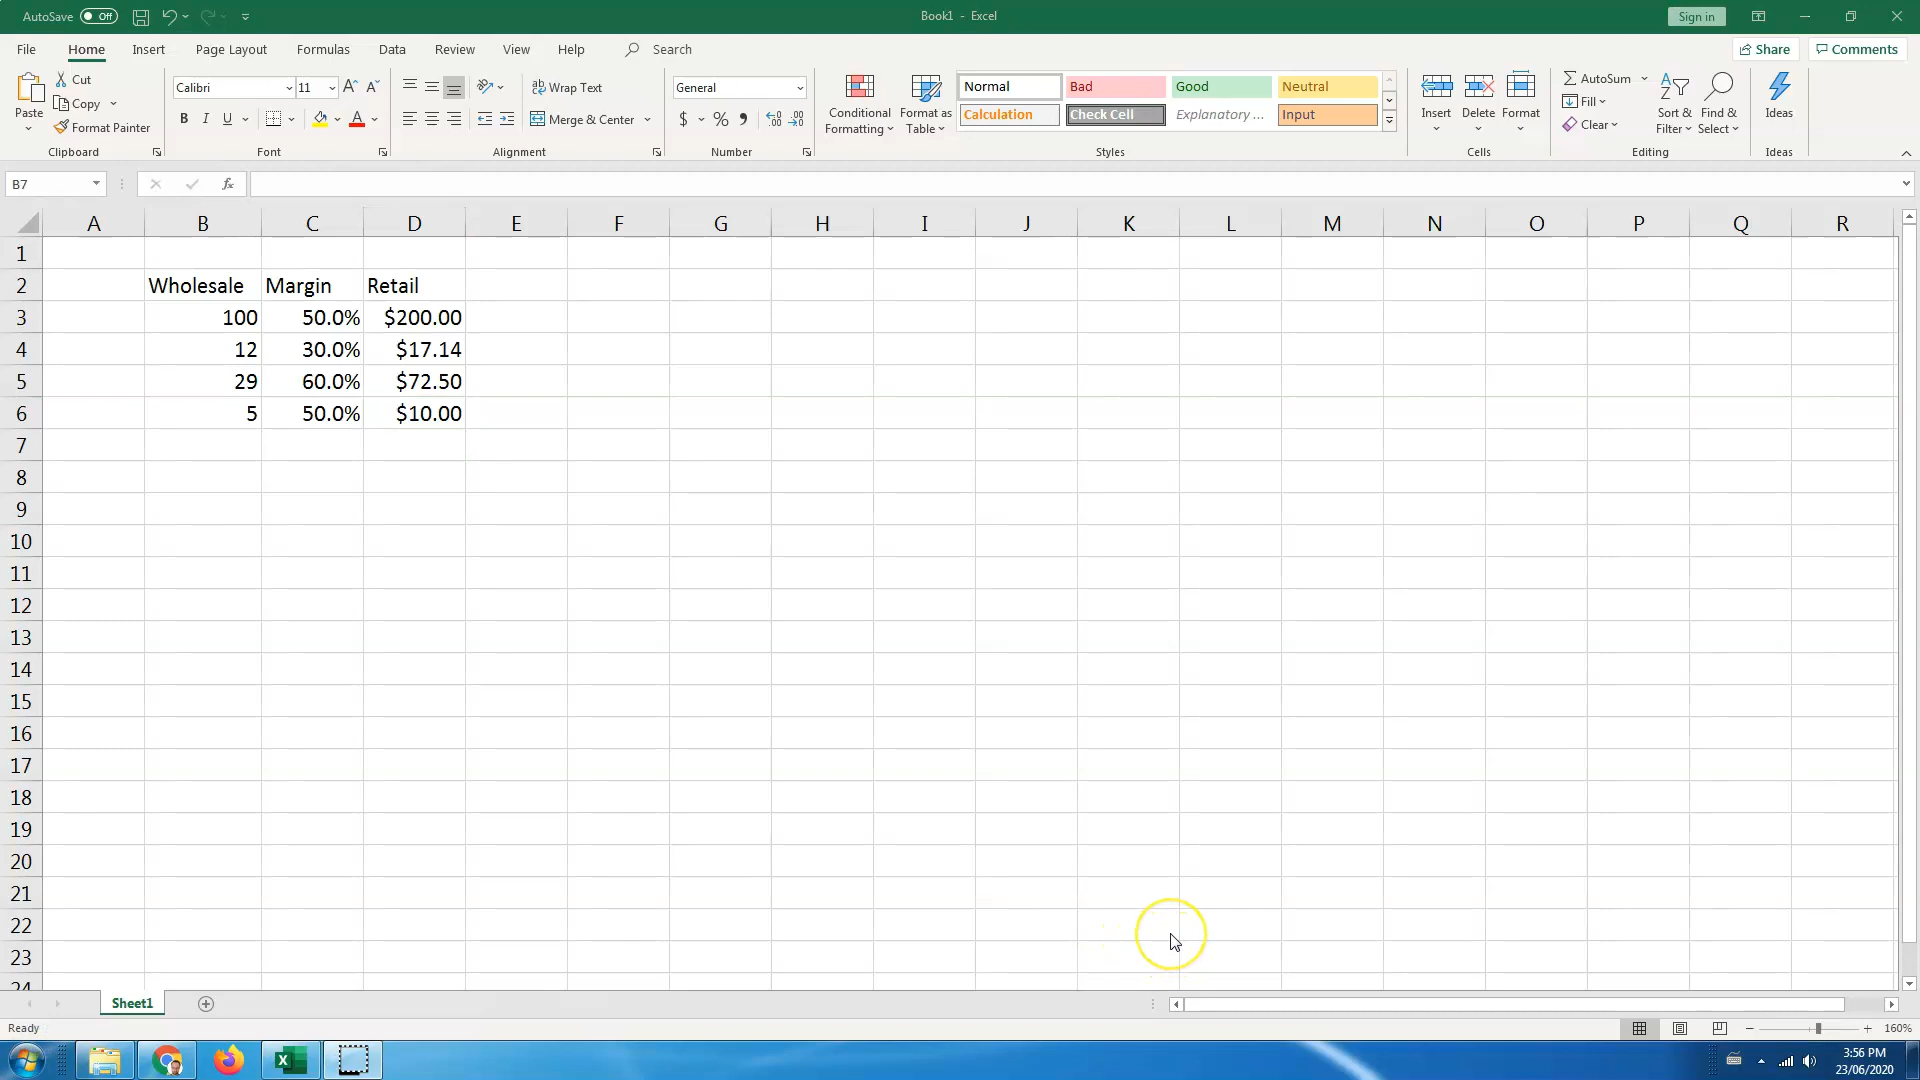 AutoSave Off
Book1 - Excel
Sign in
File Home Insert Page Layout Formulas Data Review View Help Search
Share Comments
Paste
Cut
Copy
Format Painter
Clipboard
Calibri 11
A A
B I U A
Font
Wrap Text
Merge & Center
Alignment
General
$ % ,
Number
Conditional
Formatting
Format as
Table
Normal Bad Good Neutral
Calculation Check Cell Explanatory ... Input
Styles
Insert Delete Format
Cells
AutoSum
Fill
Clear
Sort &
Filter
Find &
Select
Editing
Ideas
Ideas
B7 fx
A B C D E F G H I J K L M N O P Q R
1
2 Wholesale Margin Retail
3 100 50.0% $200.00
4 12 30.0% $17.14
5 29 60.0% $72.50
6 5 50.0% $10.00
7
8
9
10
11
12
13
14
15
16
17
18
19
20
21
22
23
24
Sheet1
Ready
160%
3:56 PM
23/06/2020